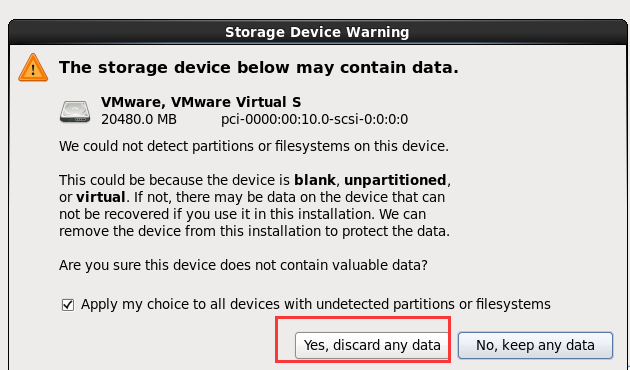 Storage Device Warning
The storage device below may contain data.
VMware, VMware Virtual S
20480.0 MB pci-0000:00:10.0-scsi-0:0:0:0
We could not detect partitions or filesystems on this device.
This could be because the device is blank, unpartitioned,
or virtual. If not, there may be data on the device that can
not be recovered if you use it in this installation. We can
remove the device from this installation to protect the data.
Are you sure this device does not contain valuable data?
Apply my choice to all devices with undetected partitions or filesystems
Yes, discard any data No, keep any data